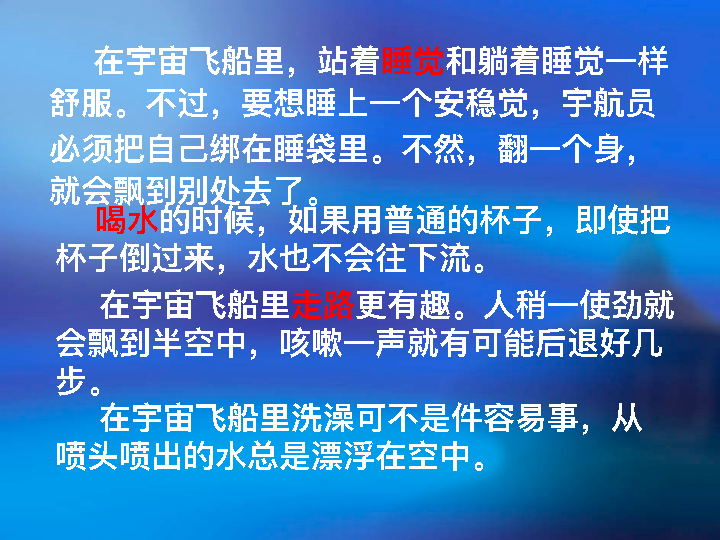 在宇宙飞船里，站着睡觉和躺着睡觉一样
舒服。不过，要想睡上一个安稳觉，宇航员
必须把自己绑在睡袋里。不然，翻一个身，
就会飘到别处去了。
喝水的时候，如果用普通的杯子，即使把
杯子倒过来，水也不会往下流。
在宇宙飞船里走路更有趣。人稍一使劲就
会飘到半空中，咳嗽一声就有可能后退好几
步。
在宇宙飞船里洗澡可不是件容易事，从
喷头喷出的水总是漂浮在空中。